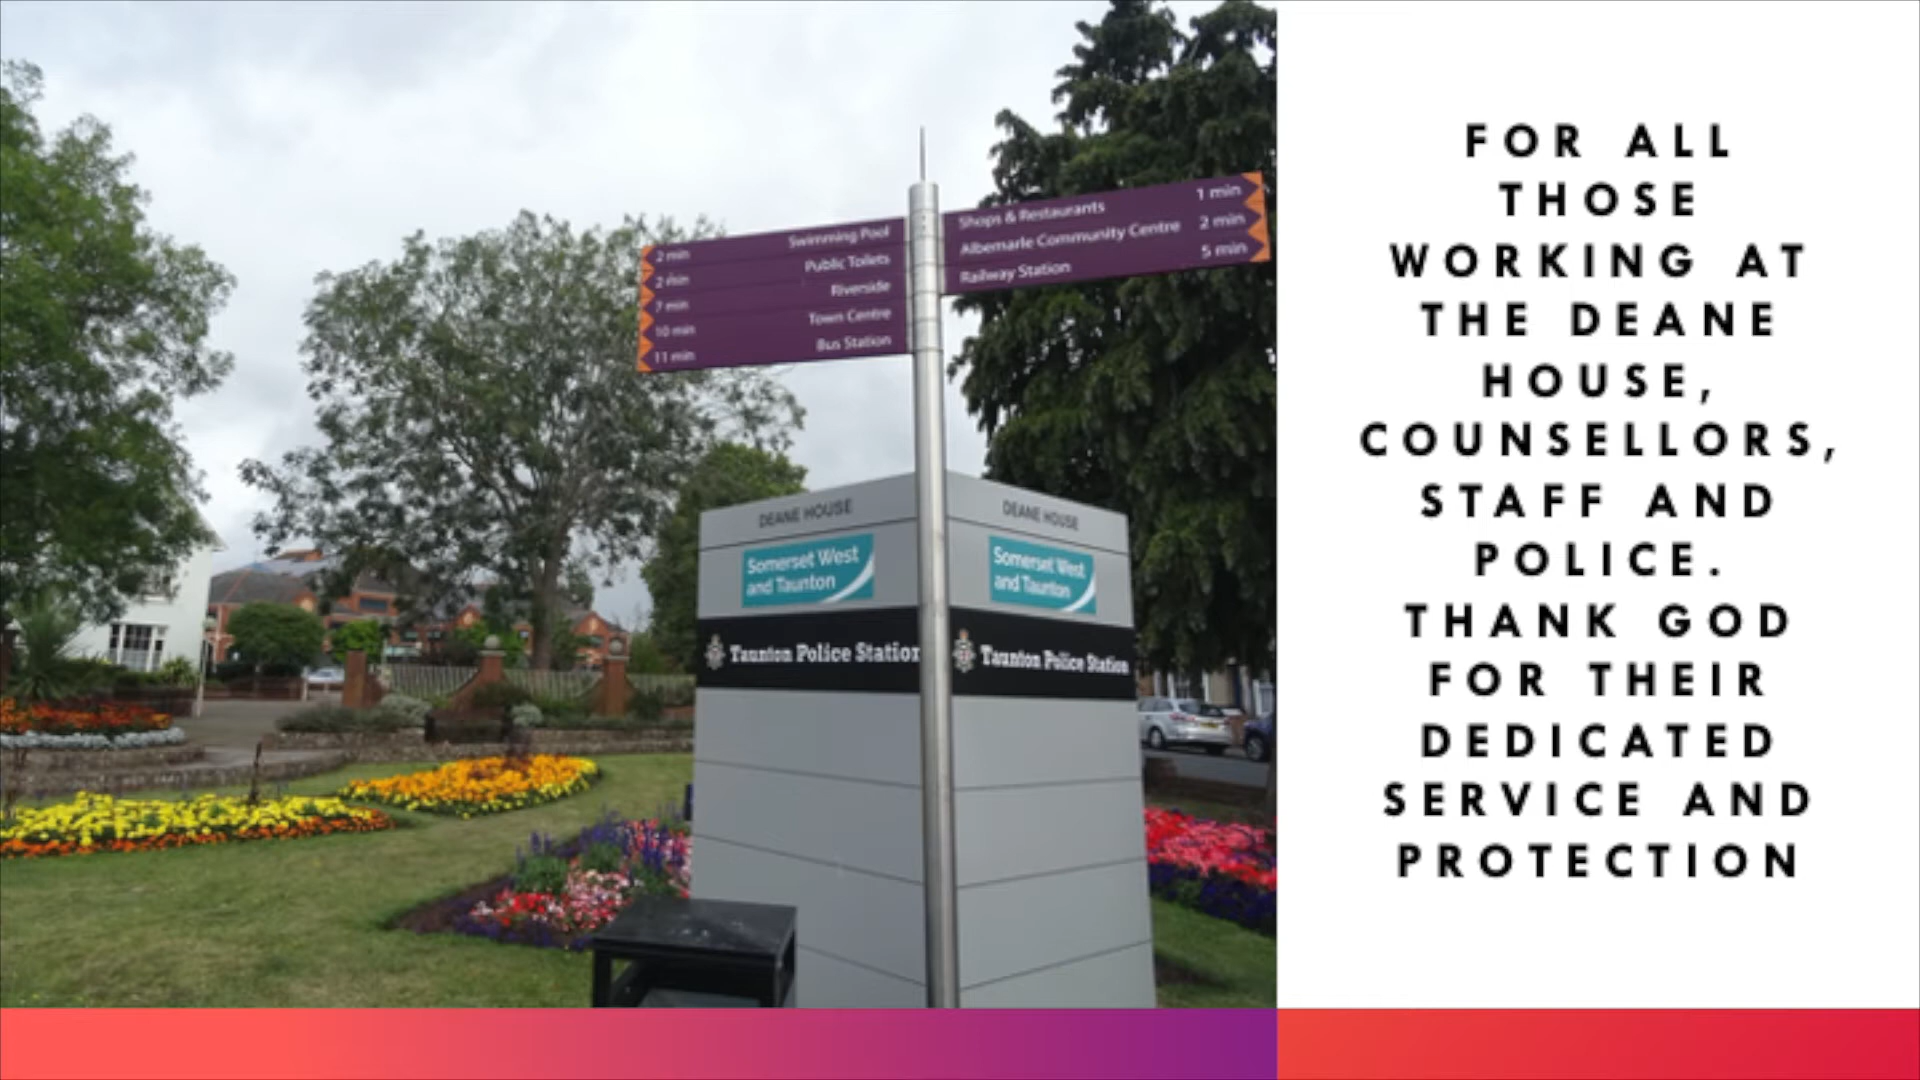 2 min Swimming Pool
2 min Public Toilets
7 min Riverside
10 min Town Centre
11 min Bus Station
Shops & Restaurants 1 min
Albemarle Community Centre 2 min
Railway Station 5 min
DEANE HOUSE
Somerset West
and Taunton
Taunton Police Station
DEANE HOUSE
Somerset West
and Taunton
Taunton Police Station
FOR ALL
THOSE
WORKING AT
THE DEANE
HOUSE,
COUNSELLORS,
STAFF AND
POLICE.
THANK GOD
FOR THEIR
DEDICATED
SERVICE AND
PROTECTION